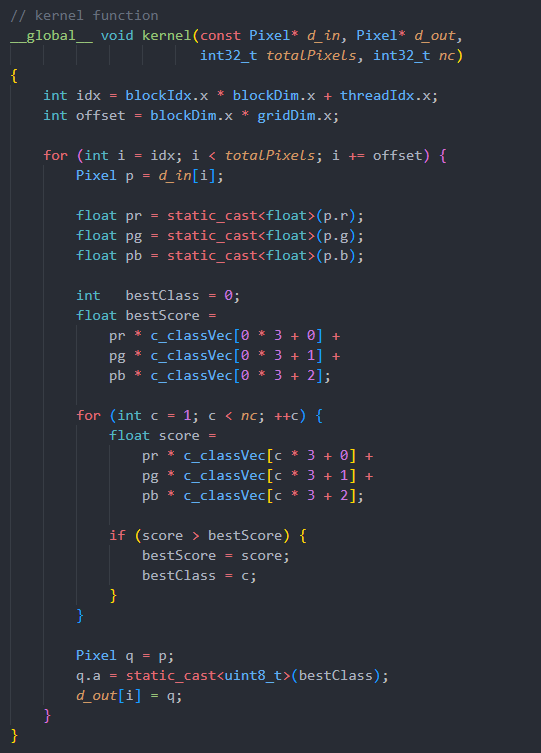 // kernel function
__global__ void kernel(const Pixel* d_in, Pixel* d_out,
                       int32_t totalPixels, int32_t nc)
{
    int idx = blockIdx.x * blockDim.x + threadIdx.x;
    int offset = blockDim.x * gridDim.x;

    for (int i = idx; i < totalPixels; i += offset) {
        Pixel p = d_in[i];

        float pr = static_cast<float>(p.r);
        float pg = static_cast<float>(p.g);
        float pb = static_cast<float>(p.b);

        int   bestClass = 0;
        float bestScore =
            pr * c_classVec[0 * 3 + 0] +
            pg * c_classVec[0 * 3 + 1] +
            pb * c_classVec[0 * 3 + 2];

        for (int c = 1; c < nc; ++c) {
            float score =
                pr * c_classVec[c * 3 + 0] +
                pg * c_classVec[c * 3 + 1] +
                pb * c_classVec[c * 3 + 2];

            if (score > bestScore) {
                bestScore = score;
                bestClass = c;
            }
        }

        Pixel q = p;
        q.a = static_cast<uint8_t>(bestClass);
        d_out[i] = q;
    }
}